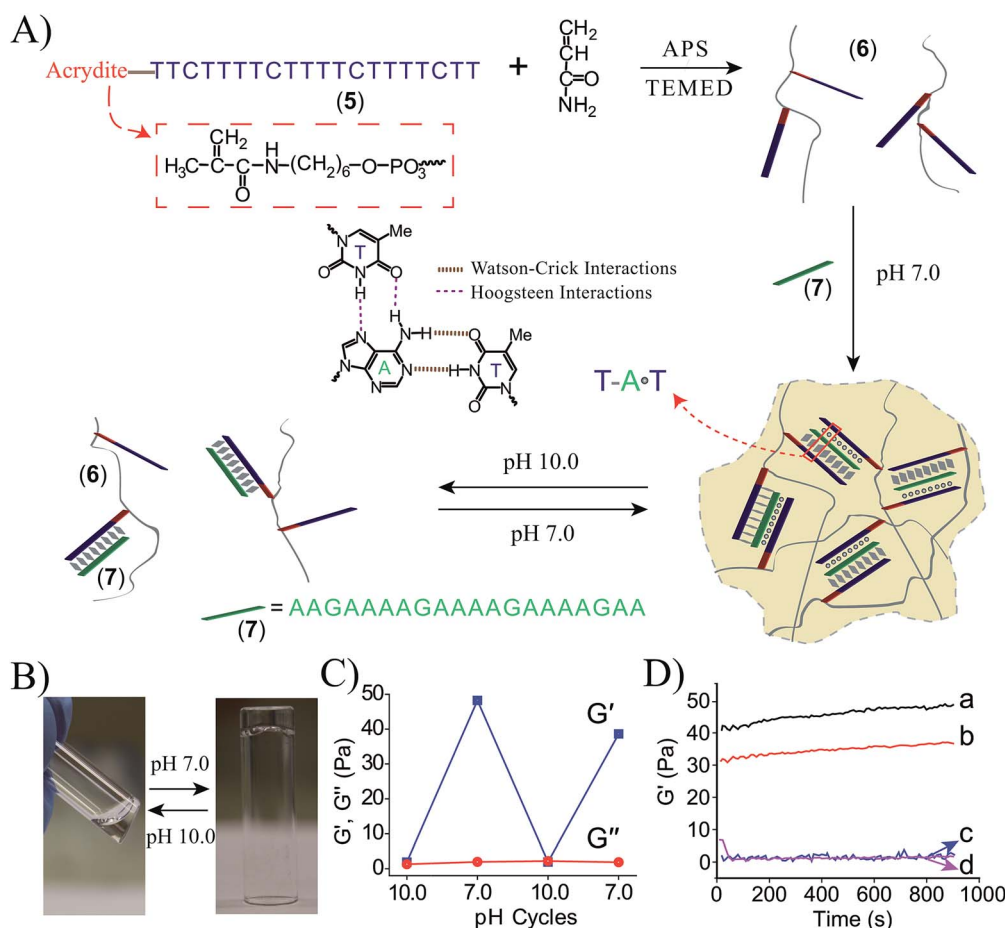 A)
Acrydite—TTCTTTTCTTTTCTTTTCTT
(5)
+
CH2
CH
C=O
NH2
APS
TEMED
(6)
CH2
H3C-C-C-N-(CH2)6-O-PO3
H
O
pH 7.0
(7)
Me
T
O
N
O
N
H
Watson-Crick Interactions
Hoogsteen Interactions
H
N-H
O
Me
N
N
A
N
N
H-N
T
N
O
T-A•T
(6)
(7)
pH 10.0
pH 7.0
(7) = AAGAAAAGAAAAGAAAAGAA
B)
pH 7.0
pH 10.0
C)
G', G'' (Pa)
50
40
30
20
10
0
G'
G''
10.0 7.0 10.0 7.0
pH Cycles
D)
G' (Pa)
50
40
30
20
10
0
a
b
c
d
0 200 400 600 800 1000
Time (s)